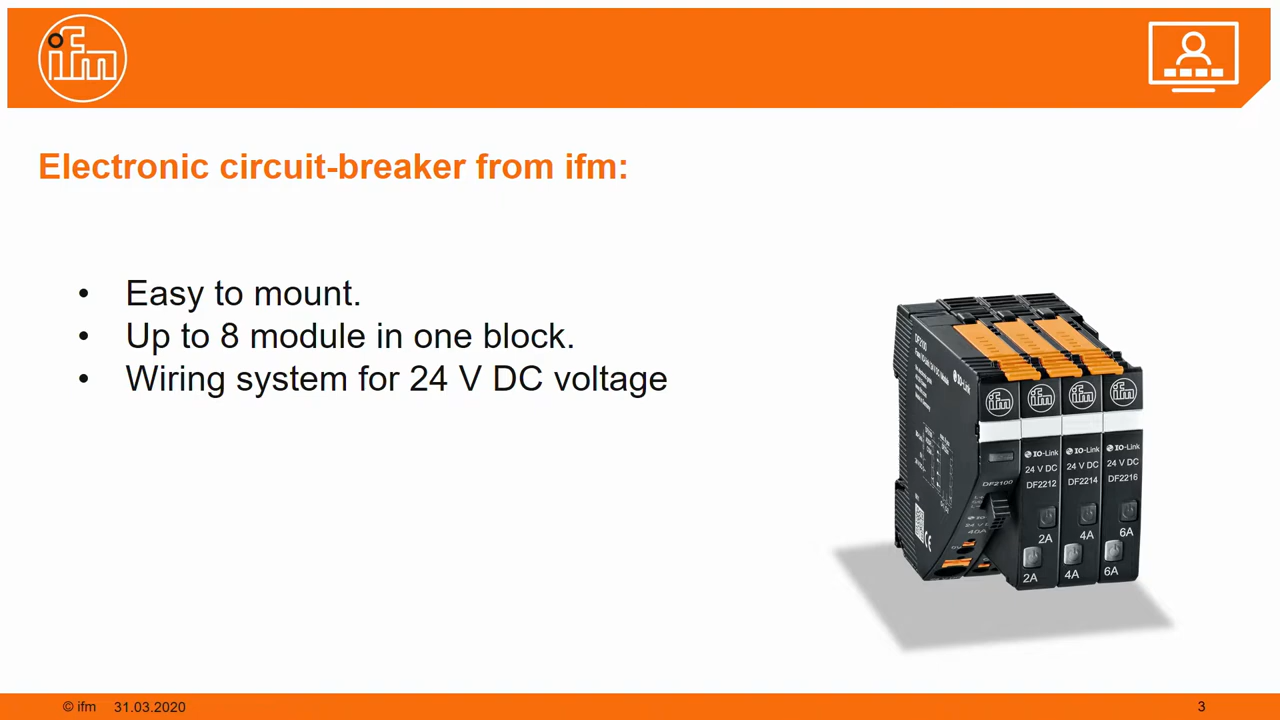 ifm
Electronic circuit-breaker from ifm:
• Easy to mount.
• Up to 8 module in one block.
• Wiring system for 24 V DC voltage
DF2100
IO-Link
ifm ifm ifm ifm
IO-Link IO-Link IO-Link
24 V DC 24 V DC 24 V DC
DF2212 DF2214 DF2216
DF2100
2A 4A 6A
2A 4A 6A
© ifm 31.03.2020 3